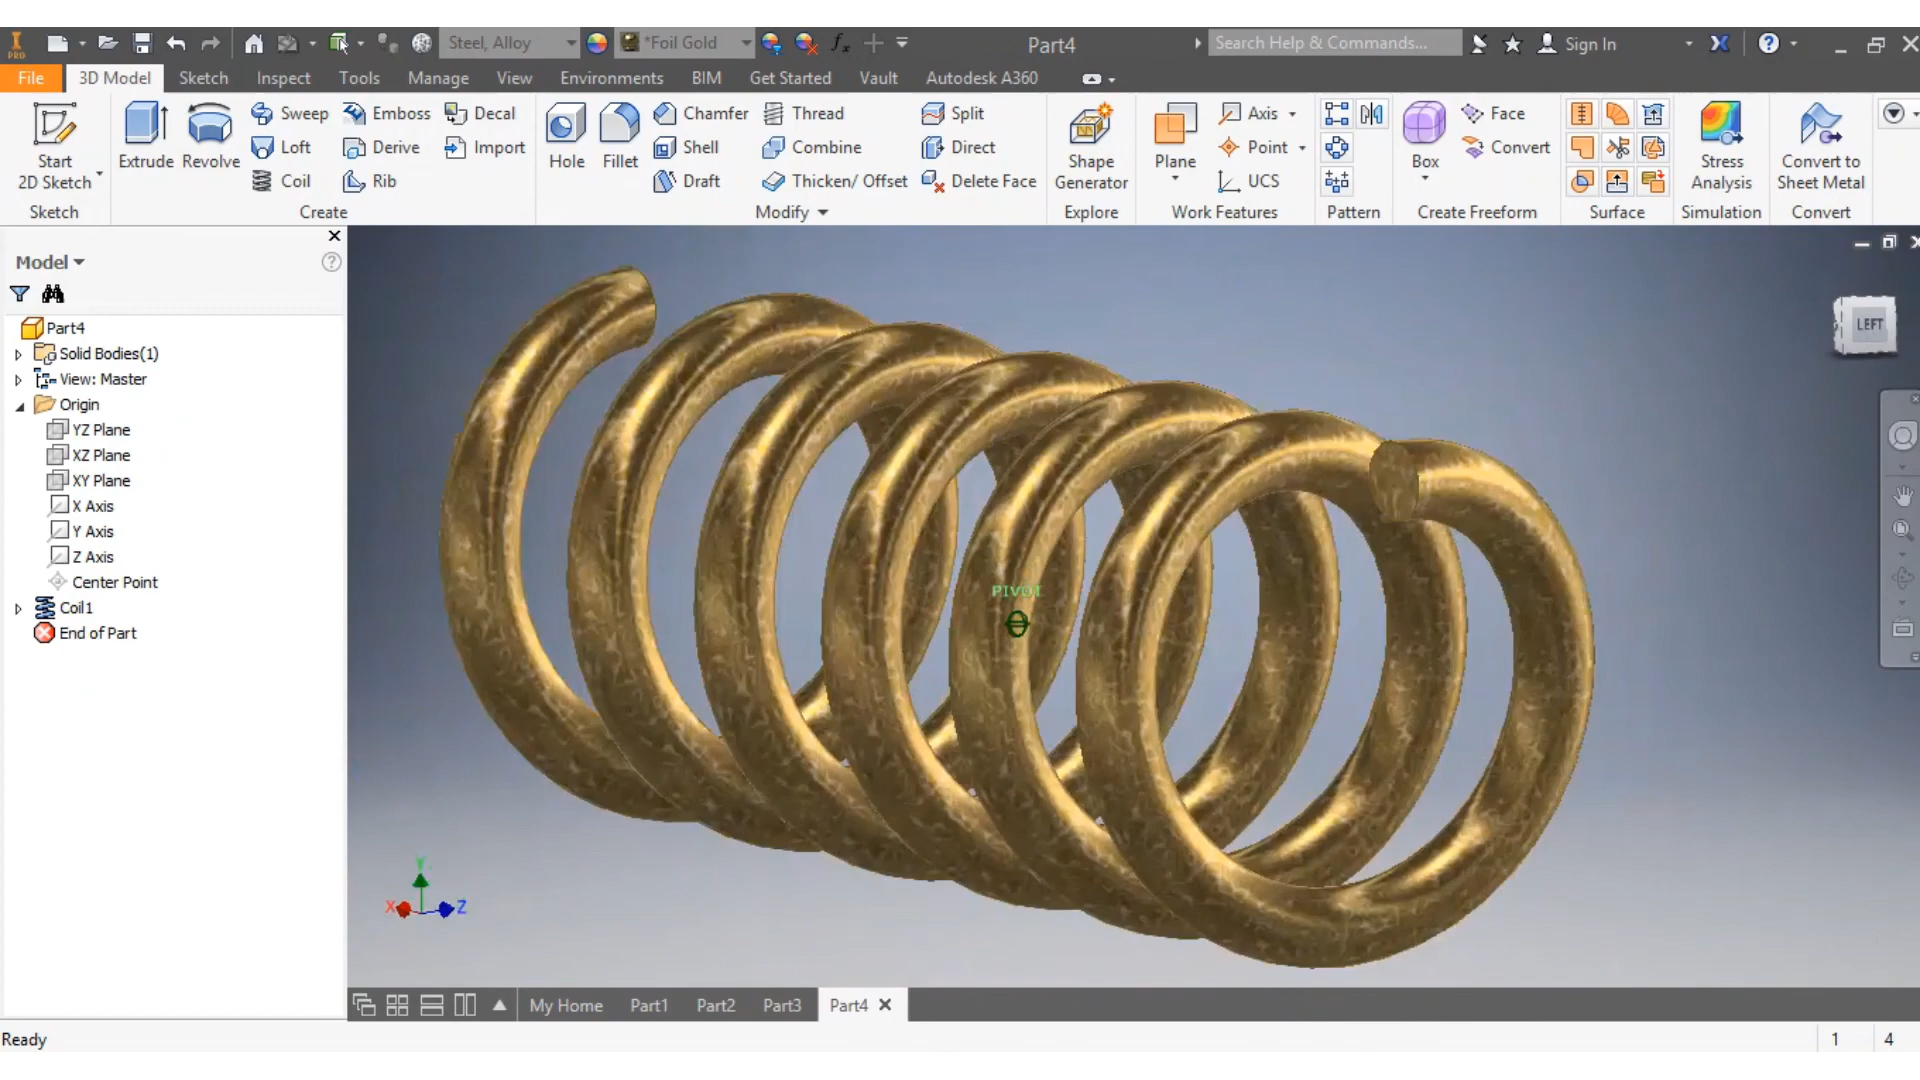 PRO
Steel, Alloy
*Foil Gold
Part4
Search Help & Commands...
Sign In
File
3D Model
Sketch
Inspect
Tools
Manage
View
Environments
BIM
Get Started
Vault
Autodesk A360
Start
2D Sketch
Extrude
Revolve
Sweep
Loft
Coil
Emboss
Derive
Rib
Decal
Import
Hole
Fillet
Chamfer
Shell
Draft
Thread
Combine
Thicken/ Offset
Split
Direct
Delete Face
Shape
Generator
Plane
Axis
Point
UCS
Box
Face
Convert
Stress
Analysis
Convert to
Sheet Metal
Sketch
Create
Modify
Explore
Work Features
Pattern
Create Freeform
Surface
Simulation
Convert
Model
Part4
Solid Bodies(1)
View: Master
Origin
YZ Plane
XZ Plane
XY Plane
X Axis
Y Axis
Z Axis
Center Point
Coil1
End of Part
LEFT
PIVOT
Y
X
Z
My Home
Part1
Part2
Part3
Part4
Ready
1
4